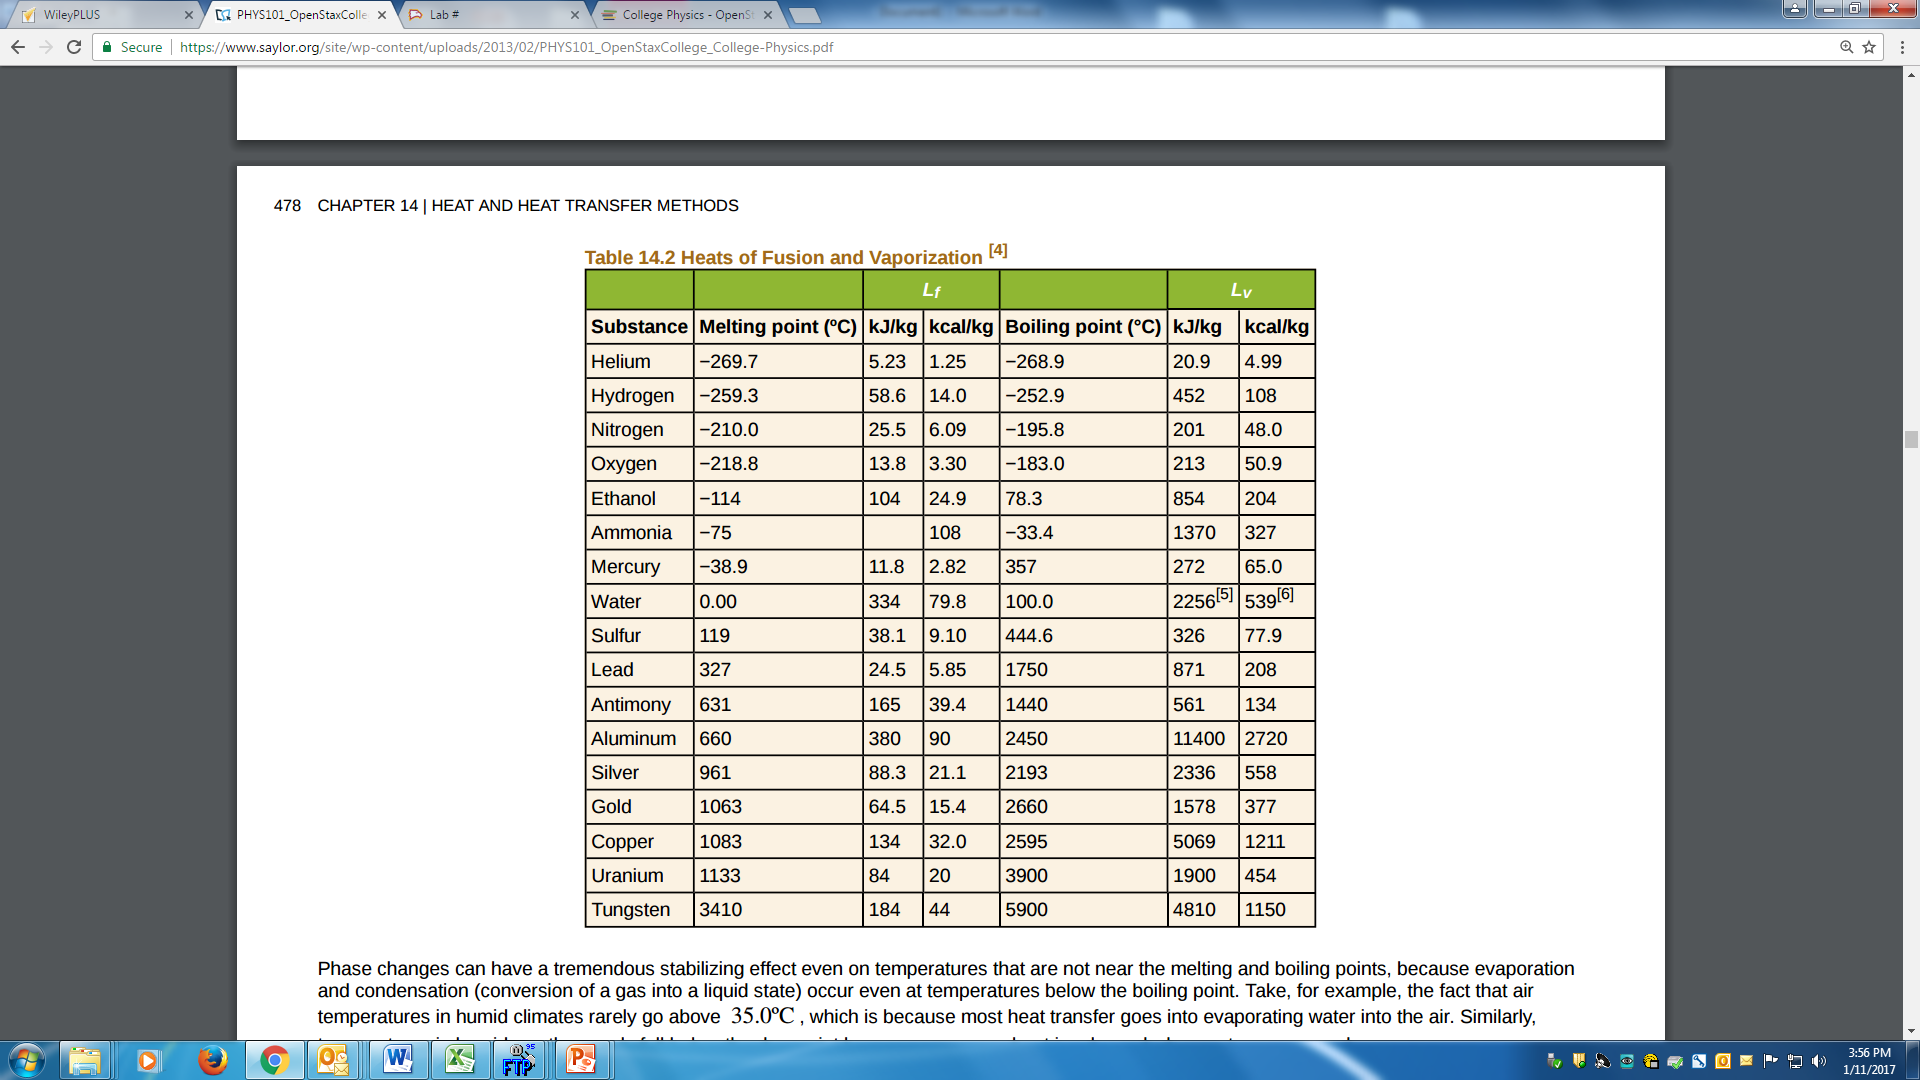 WileyPLUS
PHYS101_OpenStaxColle
Lab #
College Physics - OpenS
Secure
https://www.saylor.org/site/wp-content/uploads/2013/02/PHYS101_OpenStaxCollege_College-Physics.pdf
478 CHAPTER 14 | HEAT AND HEAT TRANSFER METHODS
Table 14.2 Heats of Fusion and Vaporization [4]
Lf Lv
Substance Melting point (ºC) kJ/kg kcal/kg Boiling point (°C) kJ/kg kcal/kg
Helium −269.7 5.23 1.25 −268.9 20.9 4.99
Hydrogen −259.3 58.6 14.0 −252.9 452 108
Nitrogen −210.0 25.5 6.09 −195.8 201 48.0
Oxygen −218.8 13.8 3.30 −183.0 213 50.9
Ethanol −114 104 24.9 78.3 854 204
Ammonia −75 108 −33.4 1370 327
Mercury −38.9 11.8 2.82 357 272 65.0
Water 0.00 334 79.8 100.0 2256[5] 539[6]
Sulfur 119 38.1 9.10 444.6 326 77.9
Lead 327 24.5 5.85 1750 871 208
Antimony 631 165 39.4 1440 561 134
Aluminum 660 380 90 2450 11400 2720
Silver 961 88.3 21.1 2193 2336 558
Gold 1063 64.5 15.4 2660 1578 377
Copper 1083 134 32.0 2595 5069 1211
Uranium 1133 84 20 3900 1900 454
Tungsten 3410 184 44 5900 4810 1150
Phase changes can have a tremendous stabilizing effect even on temperatures that are not near the melting and boiling points, because evaporation
and condensation (conversion of a gas into a liquid state) occur even at temperatures below the boiling point. Take, for example, the fact that air
temperatures in humid climates rarely go above 35.0ºC , which is because most heat transfer goes into evaporating water into the air. Similarly,
3:56 PM
1/11/2017